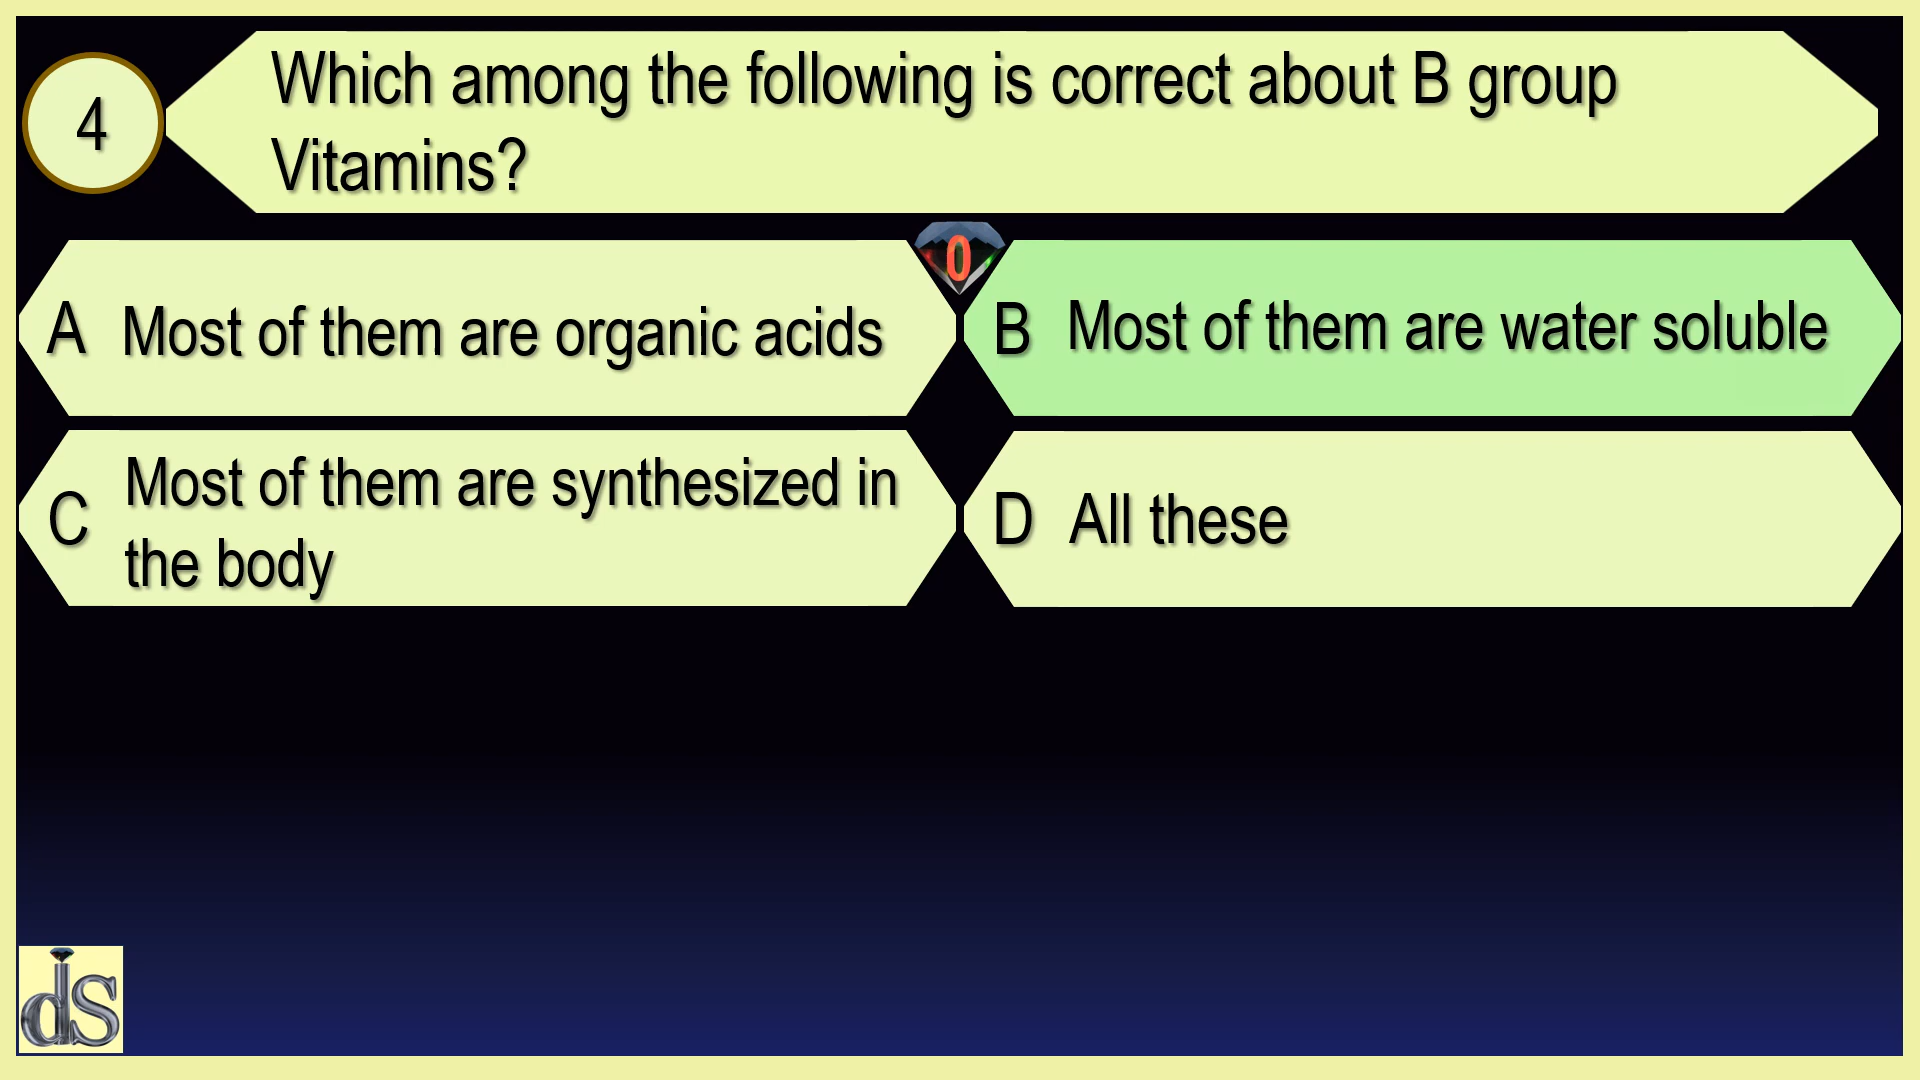 4
Which among the following is correct about B group
Vitamins?
0
A Most of them are organic acids
B Most of them are water soluble
C Most of them are synthesized in
the body
D All these
ds